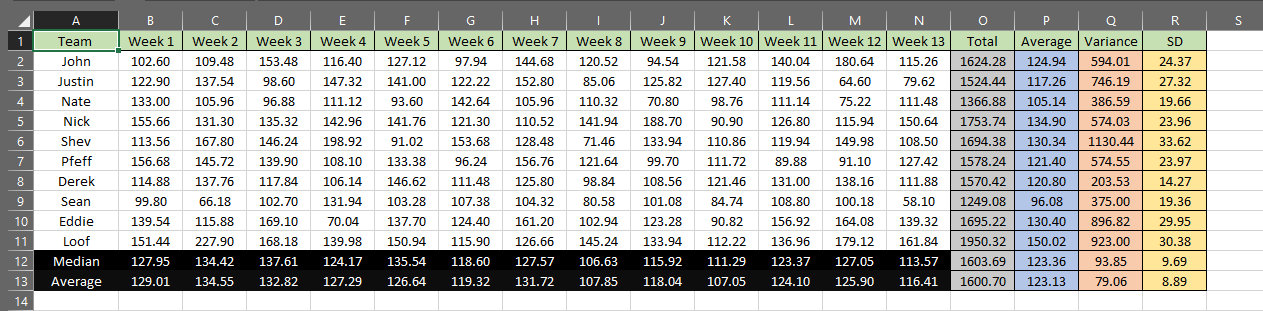 A B C D E F G H I J K L M N O P Q R S
1 Team Week 1 Week 2 Week 3 Week 4 Week 5 Week 6 Week 7 Week 8 Week 9 Week 10 Week 11 Week 12 Week 13 Total Average Variance SD
2 John 102.60 109.48 153.48 116.40 127.12 97.94 144.68 120.52 94.54 121.58 140.04 180.64 115.26 1624.28 124.94 594.01 24.37
3 Justin 122.90 137.54 98.60 147.32 141.00 122.22 152.80 85.06 125.82 127.40 119.56 64.60 79.62 1524.44 117.26 746.19 27.32
4 Nate 133.00 105.96 96.88 111.12 93.60 142.64 105.96 110.32 70.80 98.76 111.14 75.22 111.48 1366.88 105.14 386.59 19.66
5 Nick 155.66 131.30 135.32 142.96 141.76 121.30 110.52 141.94 188.70 90.90 126.80 115.94 150.64 1753.74 134.90 574.03 23.96
6 Shev 113.56 167.80 146.24 198.92 91.02 153.68 128.48 71.46 133.94 110.86 119.94 149.98 108.50 1694.38 130.34 1130.44 33.62
7 Pfeff 156.68 145.72 139.90 108.10 133.38 96.24 156.76 121.64 99.70 111.72 89.88 91.10 127.42 1578.24 121.40 574.55 23.97
8 Derek 114.88 137.76 117.84 106.14 146.62 111.48 125.80 98.84 108.56 121.46 131.00 138.16 111.88 1570.42 120.80 203.53 14.27
9 Sean 99.80 66.18 102.70 131.94 103.28 107.38 104.32 80.58 101.08 84.74 108.80 100.18 58.10 1249.08 96.08 375.00 19.36
10 Eddie 139.54 115.88 169.10 70.04 137.70 124.40 161.20 102.94 123.28 90.82 156.92 164.08 139.32 1695.22 130.40 896.82 29.95
11 Loof 151.44 227.90 168.18 139.98 150.94 115.90 126.66 145.24 133.94 112.22 136.96 179.12 161.84 1950.32 150.02 923.00 30.38
12 Median 127.95 134.42 137.61 124.17 135.54 118.60 127.57 106.63 115.92 111.29 123.37 127.05 113.57 1603.69 123.36 93.85 9.69
13 Average 129.01 134.55 132.82 127.29 126.64 119.32 131.72 107.85 118.04 107.05 124.10 125.90 116.41 1600.70 123.13 79.06 8.89
14